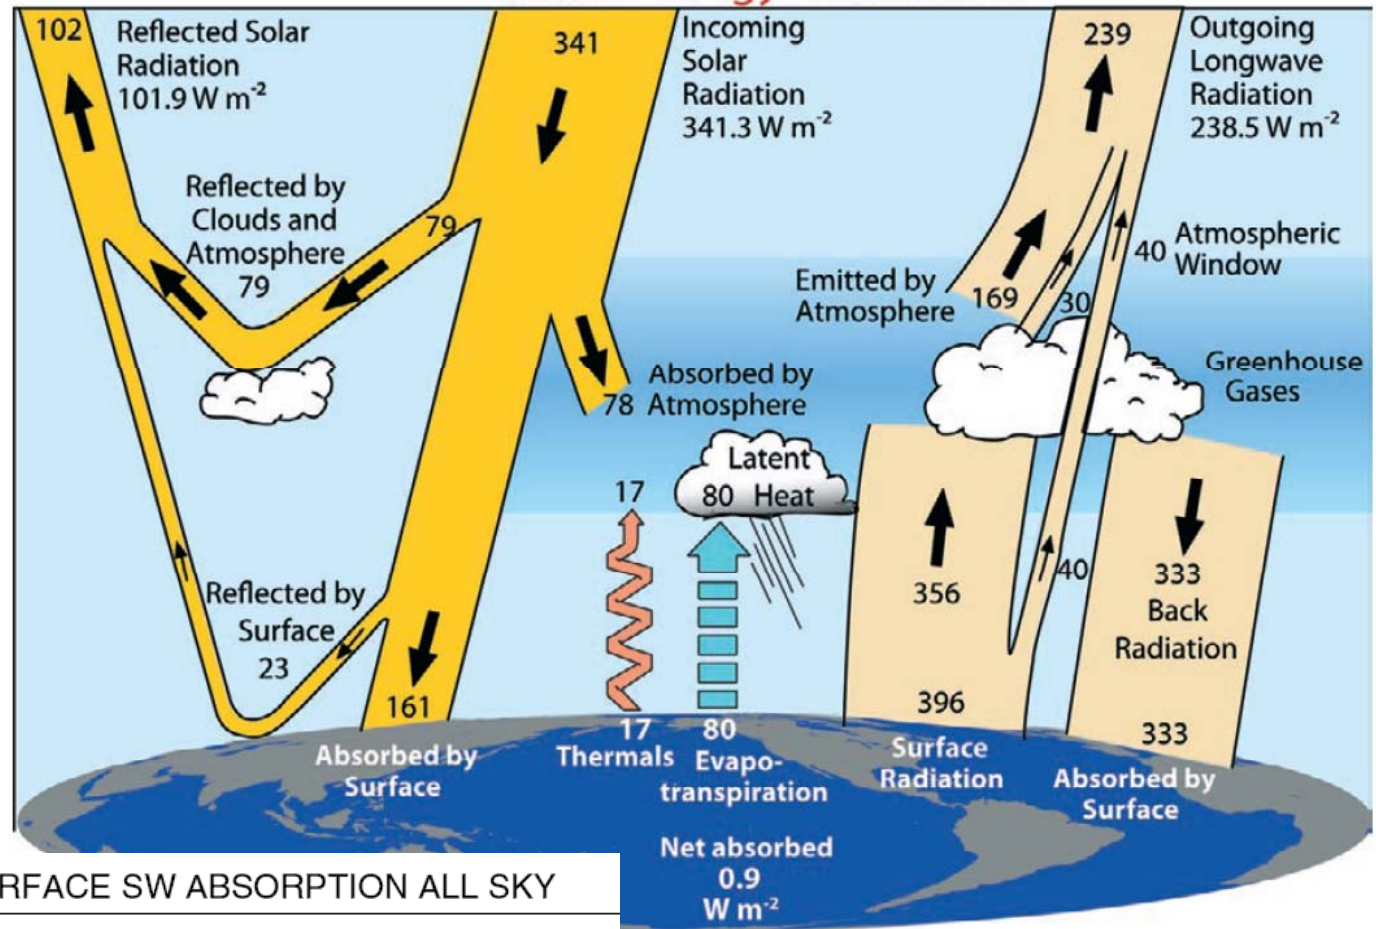 102
Reflected Solar
Radiation
101.9 W m⁻²
341
Incoming
Solar
Radiation
341.3 W m⁻²
239
Outgoing
Longwave
Radiation
238.5 W m⁻²
Reflected by
Clouds and
Atmosphere
79
79
Emitted by
Atmosphere
169
30
40
Atmospheric
Window
Greenhouse
Gases
78
Absorbed by
Atmosphere
17
Latent
80 Heat
356
40
333
Back
Radiation
Reflected by
Surface
23
161
Absorbed by
Surface
17
Thermals
80
Evapo-
transpiration
396
Surface
Radiation
333
Absorbed by
Surface
Net absorbed
0.9
W m⁻²
RFACE SW ABSORPTION ALL SKY